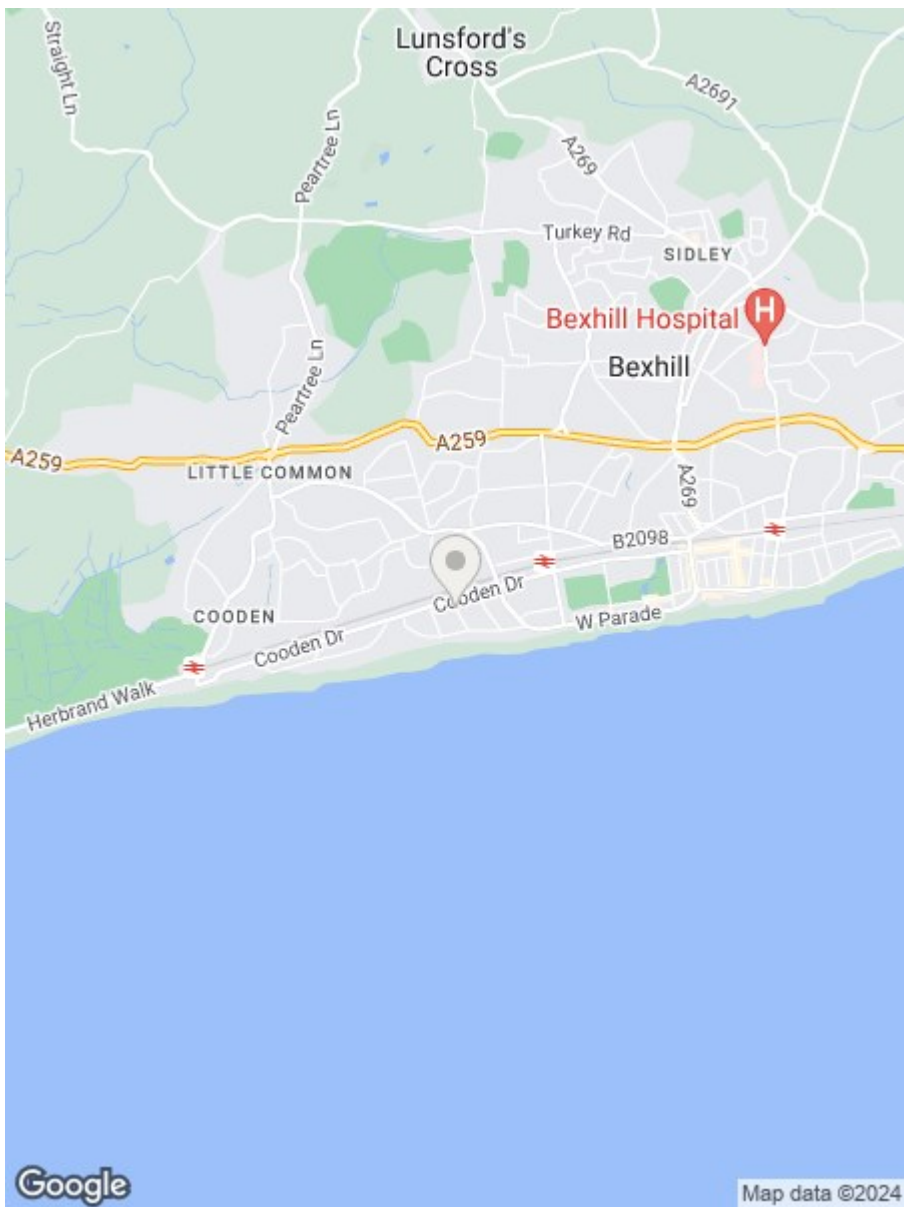 Lunsford's
Cross
Straight Ln
A2691
Peartree Ln
A269
Turkey Rd
SIDLEY
Bexhill Hospital
H
Bexhill
Peartree Ln
A259
A259
LITTLE COMMON
A269
B2098
Cooden Dr
COODEN
W Parade
Cooden Dr
Herbrand Walk
Google
Map data ©2024